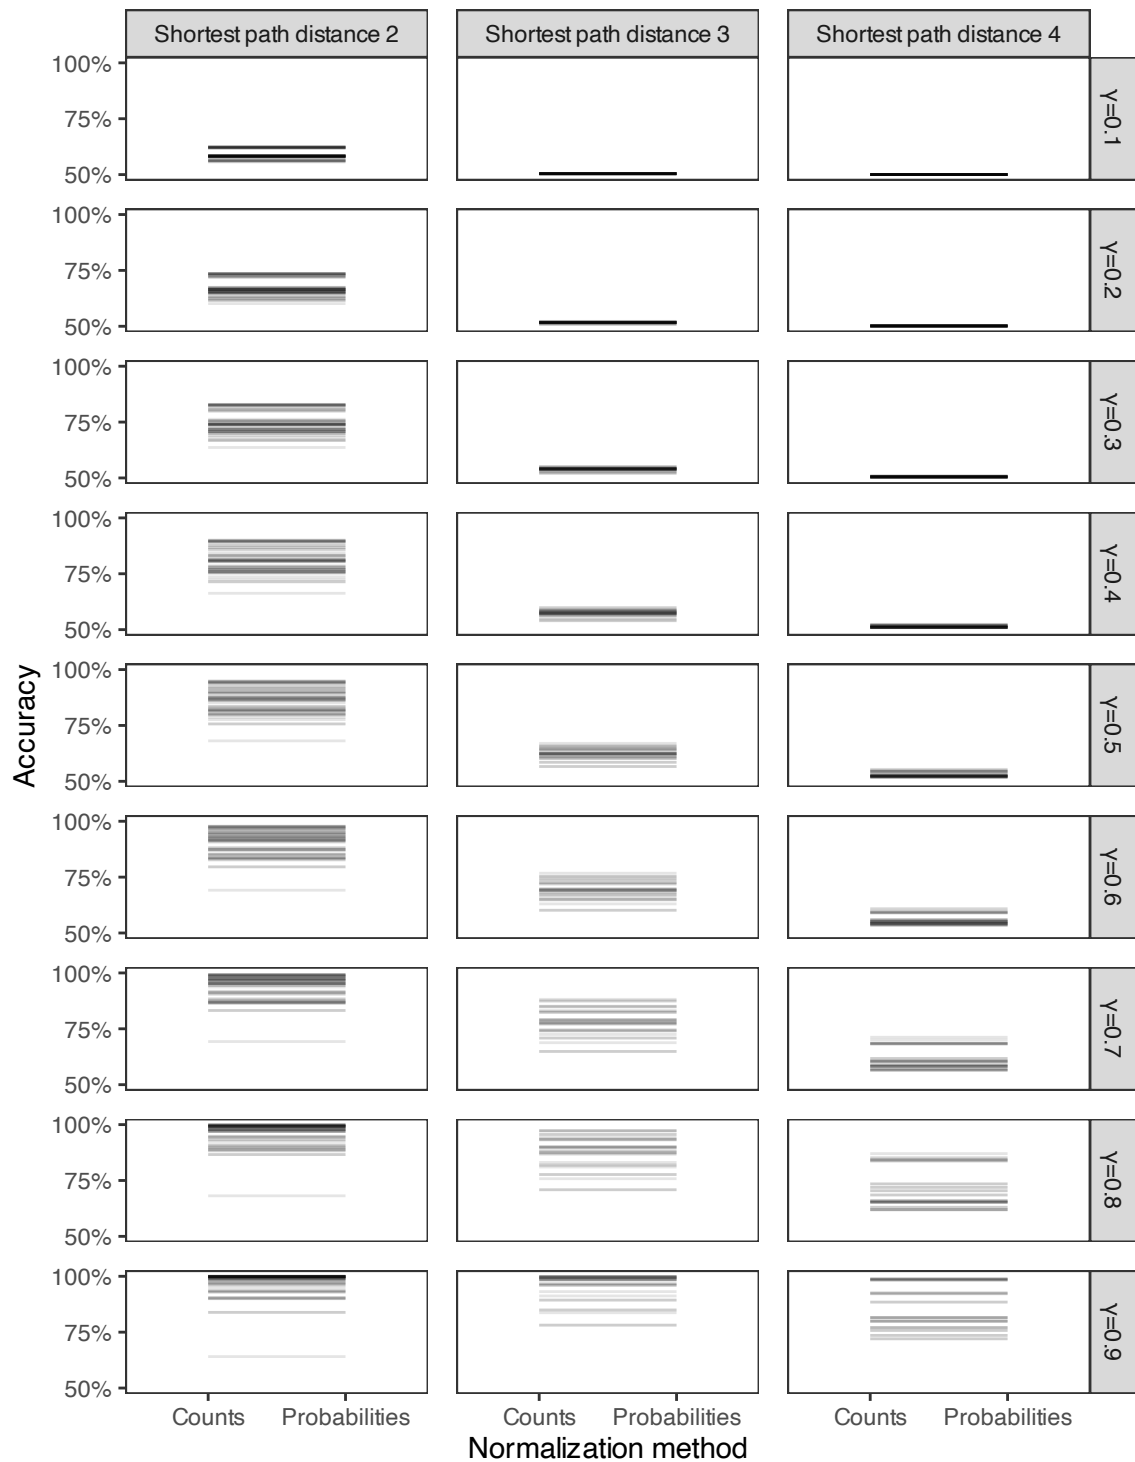 Shortest path distance 2 Shortest path distance 3 Shortest path distance 4
100%
75%
50%
γ=0.1
100%
75%
50%
γ=0.2
100%
75%
50%
γ=0.3
100%
75%
50%
γ=0.4
100%
75%
50%
γ=0.5
100%
75%
50%
γ=0.6
100%
75%
50%
γ=0.7
100%
75%
50%
γ=0.8
100%
75%
50%
γ=0.9
Accuracy
Counts Probabilities Counts Probabilities Counts Probabilities
Normalization method